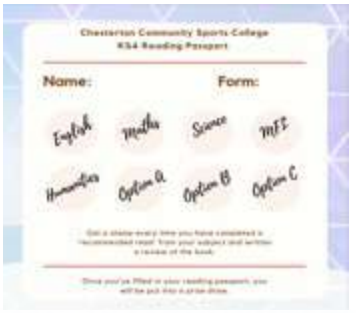 Chesterton Community Sports College
KS4 Reading Passport
Name: Form:
English Maths Science MFL
Humanities Option A Option B Option C
Get a stamp every time you have completed a
'recommended read' from your subject and written
a review of the book.
Once you've filled in your reading passport, you
will be put into a prize draw.